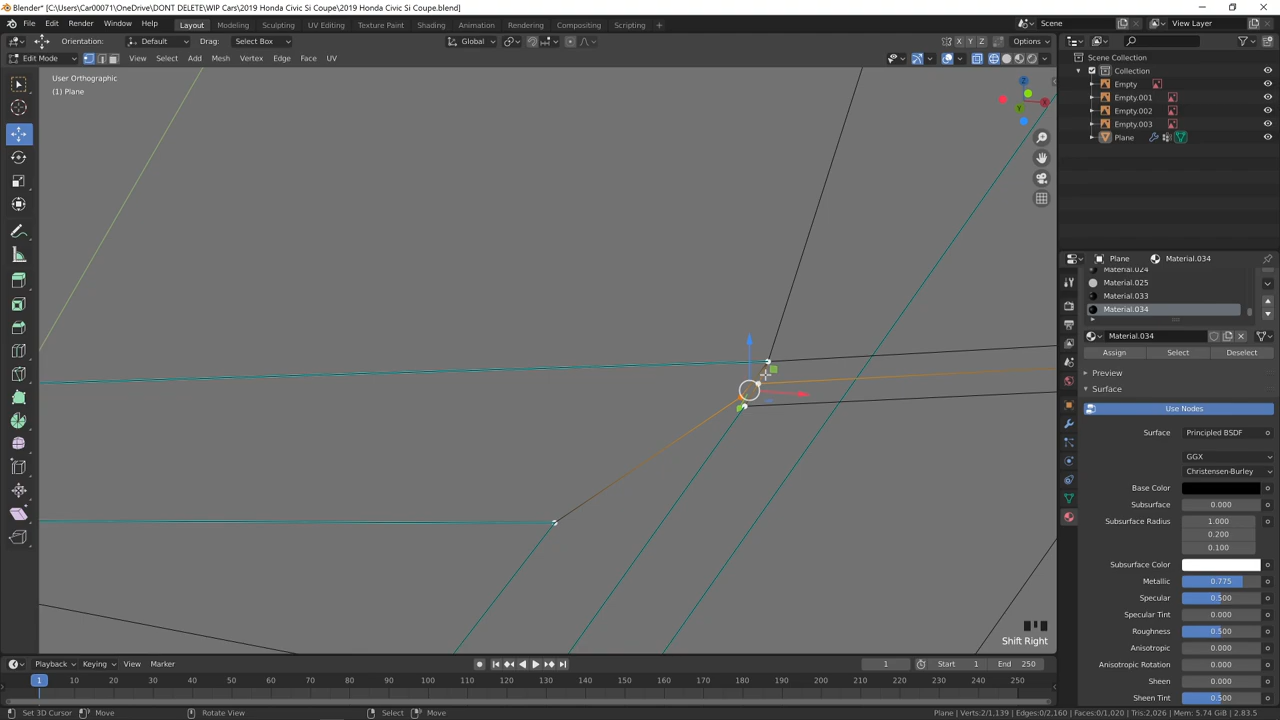 Blender* [C:\Users\Car00071\OneDrive\DONT DELETE\WIP Cars\2019 Honda Civic Si Coupe\2019 Honda Civic Si Coupe.blend]
File Edit Render Window Help Layout Modeling Sculpting UV Editing Texture Paint Shading Animation Rendering Compositing Scripting Scene View Layer
Orientation: Default Drag: Select Box Global X Y Z Options
Edit Mode View Select Add Mesh Vertex Edge Face UV
User Orthographic
(1) Plane
Scene Collection
Collection
Empty
Empty.001
Empty.002
Empty.003
Plane
Plane Material.034
Material.024
Material.025
Material.033
Material.034
Material.034
Assign Select Deselect
Preview
Surface
Use Nodes
Surface Principled BSDF
GGX
Christensen-Burley
Base Color
Subsurface 0.000
Subsurface Radius 1.000
0.200
0.100
Subsurface Color
Metallic 0.775
Specular 0.500
Specular Tint 0.000
Roughness 0.500
Anisotropic 0.000
Anisotropic Rotation 0.000
Sheen 0.000
Sheen Tint 0.500
Shift Right
Playback Keying View Marker 1 Start 1 End 250
1 10 20 30 40 50 60 70 80 90 100 110 120 130 140 150 160 170 180 190 200 210 220 230 240 250
Set 3D Cursor Move Rotate View Select Move Plane | Verts:2/1,139 | Edges:0/2,160 | Faces:0/1,020 | Tris:2,026 | Mem: 5.74 GiB | 2.83.5